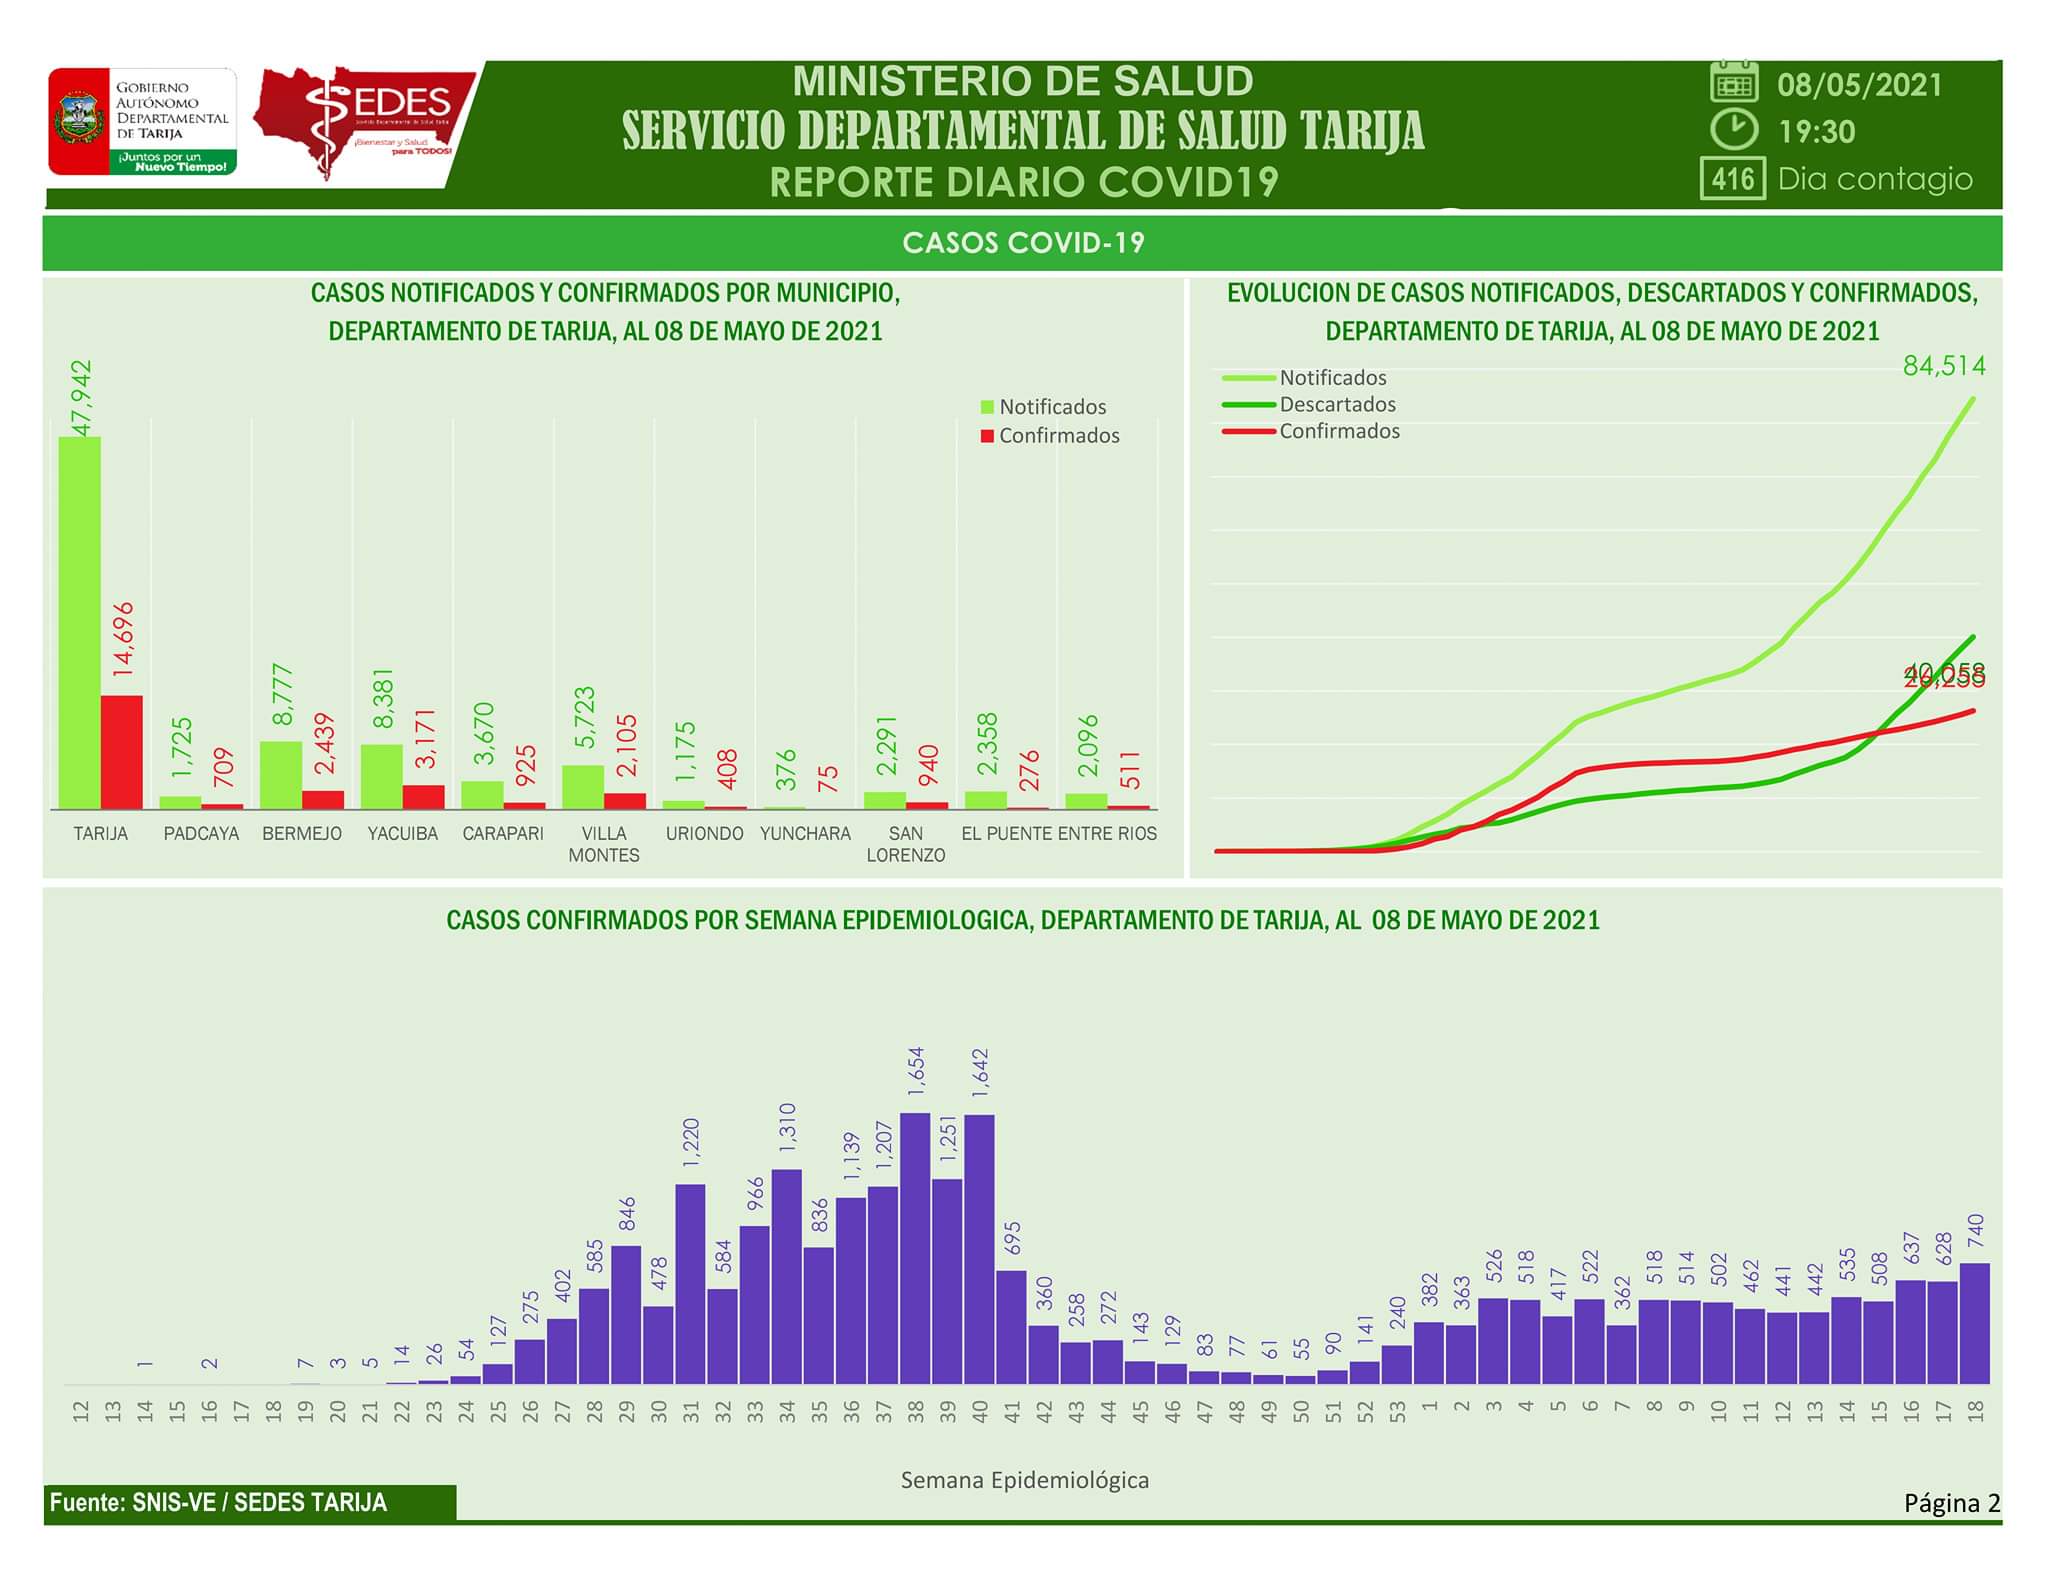 GOBIERNO
AUTÓNOMO
DEPARTAMENTAL
DE TARIJA
¡Juntos por un
Nuevo Tiempo!
SEDES
Servicio Departamental de Salud Tarija
¡Bienestar y Salud
para TODOS!
MINISTERIO DE SALUD
SERVICIO DEPARTAMENTAL DE SALUD TARIJA
REPORTE DIARIO COVID19
08/05/2021
19:30
416 Dia contagio
CASOS COVID-19
CASOS NOTIFICADOS Y CONFIRMADOS POR MUNICIPIO,
DEPARTAMENTO DE TARIJA, AL 08 DE MAYO DE 2021
Notificados
Confirmados
47,942 14,696 1,725 709 8,777 2,439 8,381 3,171 3,670 925 5,723 2,105 1,175 408 376 75 2,291 940 2,358 276 2,096 511
TARIJA PADCAYA BERMEJO YACUIBA CARAPARI VILLA MONTES URIONDO YUNCHARA SAN LORENZO EL PUENTE ENTRE RIOS
EVOLUCION DE CASOS NOTIFICADOS, DESCARTADOS Y CONFIRMADOS,
DEPARTAMENTO DE TARIJA, AL 08 DE MAYO DE 2021
84,514
Notificados
Descartados
Confirmados
40,058
26,255
CASOS CONFIRMADOS POR SEMANA EPIDEMIOLOGICA, DEPARTAMENTO DE TARIJA, AL 08 DE MAYO DE 2021
1 2 7 3 5 14 26 54 127 275 402 585 846 478 1,220 584 966 1,310 836 1,139 1,207 1,654 1,251 1,642 695 360 258 272 143 129 83 77 61 55 90 141 240 382 363 526 518 417 522 362 518 514 502 462 441 442 535 508 637 628 740
12 13 14 15 16 17 18 19 20 21 22 23 24 25 26 27 28 29 30 31 32 33 34 35 36 37 38 39 40 41 42 43 44 45 46 47 48 49 50 51 52 53 1 2 3 4 5 6 7 8 9 10 11 12 13 14 15 16 17 18
Semana Epidemiológica
Fuente: SNIS-VE / SEDES TARIJA
Página 2